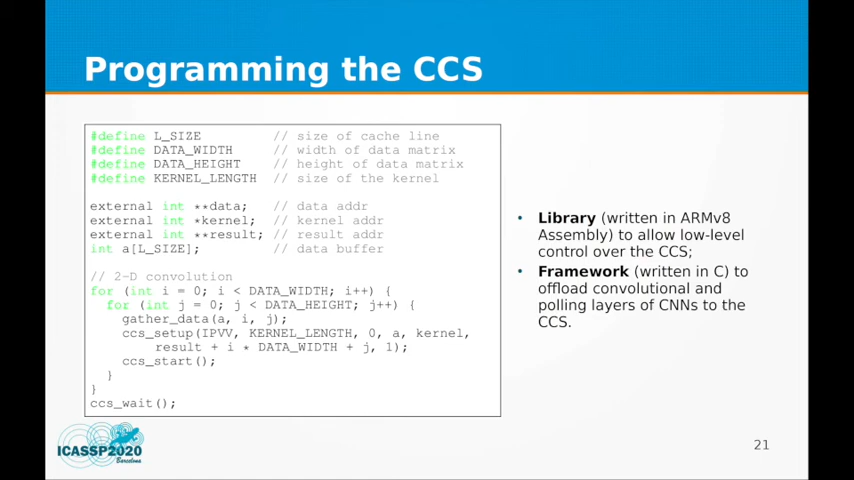 Programming the CCS
#define L_SIZE // size of cache line
#define DATA_WIDTH // width of data matrix
#define DATA_HEIGHT // height of data matrix
#define KERNEL_LENGTH // size of the kernel
external int **data; // data addr
external int *kernel; // kernel addr
external int **result; // result addr
int a[L_SIZE]; // data buffer
// 2-D convolution
for (int i = 0; i < DATA_WIDTH; i++) {
for (int j = 0; j < DATA_HEIGHT; j++) {
gather_data(a, i, j);
ccs_setup(IPVV, KERNEL_LENGTH, 0, a, kernel,
result + i * DATA_WIDTH + j, 1);
ccs_start();
}
}
ccs_wait();
• Library (written in ARMv8
Assembly) to allow low-level
control over the CCS;
• Framework (written in C) to
offload convolutional and
polling layers of CNNs to the
CCS.
ICASSP2020
Barcelona
21